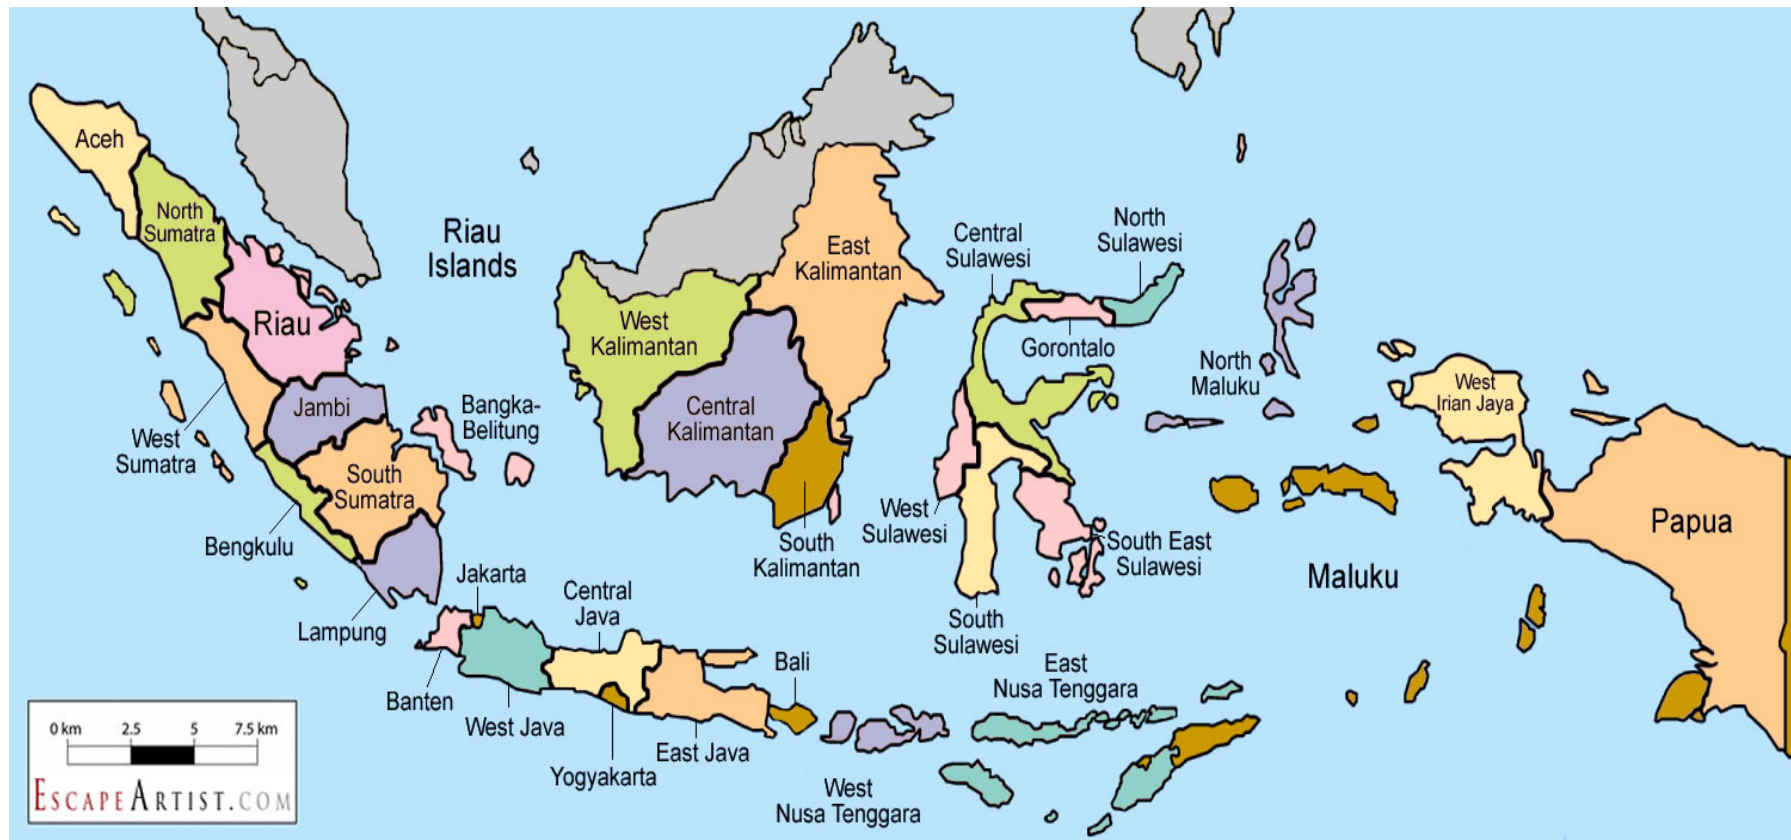 Aceh
North
Sumatra
Riau
Islands
Riau
West
Sumatra
Jambi
Bangka-
Belitung
South
Sumatra
Bengkulu
Lampung
Jakarta
Banten
West Java
Central
Java
Yogyakarta
East Java
Bali
West
Nusa Tenggara
East
Nusa Tenggara
West
Kalimantan
Central
Kalimantan
East
Kalimantan
South
Kalimantan
Central
Sulawesi
North
Sulawesi
Gorontalo
West
Sulawesi
South
Sulawesi
South East
Sulawesi
North
Maluku
Maluku
West
Irian Jaya
Papua
0 km 2.5 5 7.5 km
ESCAPEARTIST.COM